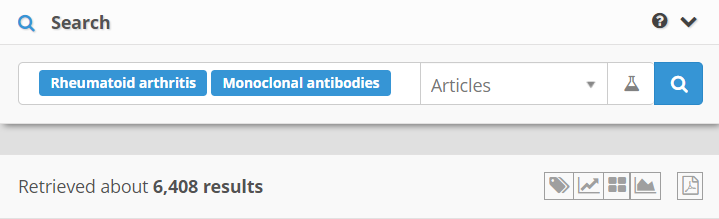 Search
Rheumatoid arthritis Monoclonal antibodies Articles
Retrieved about 6,408 results